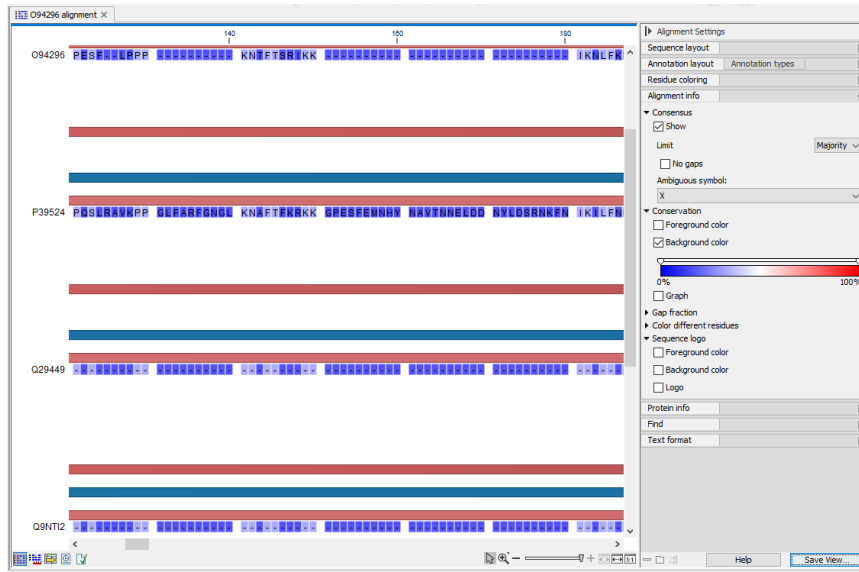 O94296 alignment ×
140 160 180
O94296 PESF--LPPP ---------- KNTFTSRIKK ---------- ---------- ---------- IKNLFK
P39524 PQSLRAVKPP GLFARFGNGL KNAFTFKRKK GPESFEMNHY NAVTNNELDD NYLDSRNKFN IKILFN
Q29449 ---------- ---------- ---------- ---------- ---------- ---------- ------
Q9NTI2 ---------- ---------- ---------- ---------- ---------- ---------- ------
Alignment Settings
Sequence layout
Annotation layout Annotation types
Residue coloring
Alignment info
Consensus
Show
Limit Majority
No gaps
Ambiguous symbol:
X
Conservation
Foreground color
Background color
0% 100%
Graph
Gap fraction
Color different residues
Sequence logo
Foreground color
Background color
Logo
Protein info
Find
Text format
1:1
Help Save View...